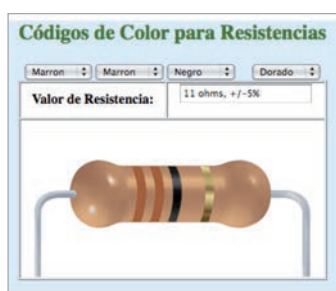 Códigos de Color para Resistencias
Marron Marron Negro Dorado
Valor de Resistencia: 11 ohms, +/-5%